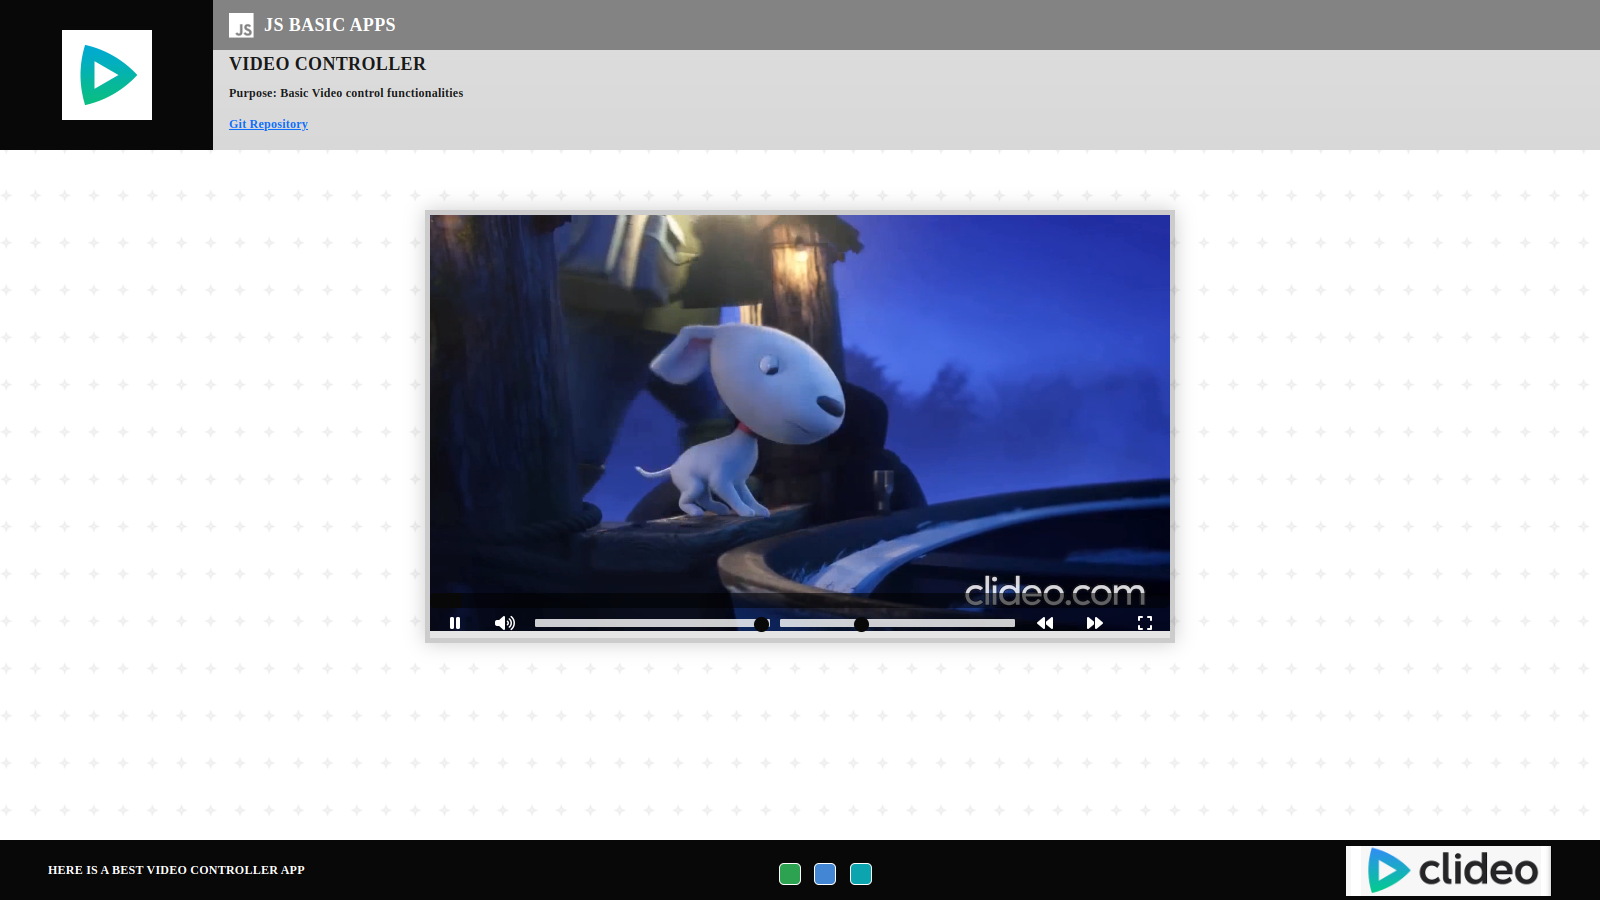 JS JS BASIC APPS
VIDEO CONTROLLER
Purpose: Basic Video control functionalities
Git Repository
clideo.com
HERE IS A BEST VIDEO CONTROLLER APP
clideo